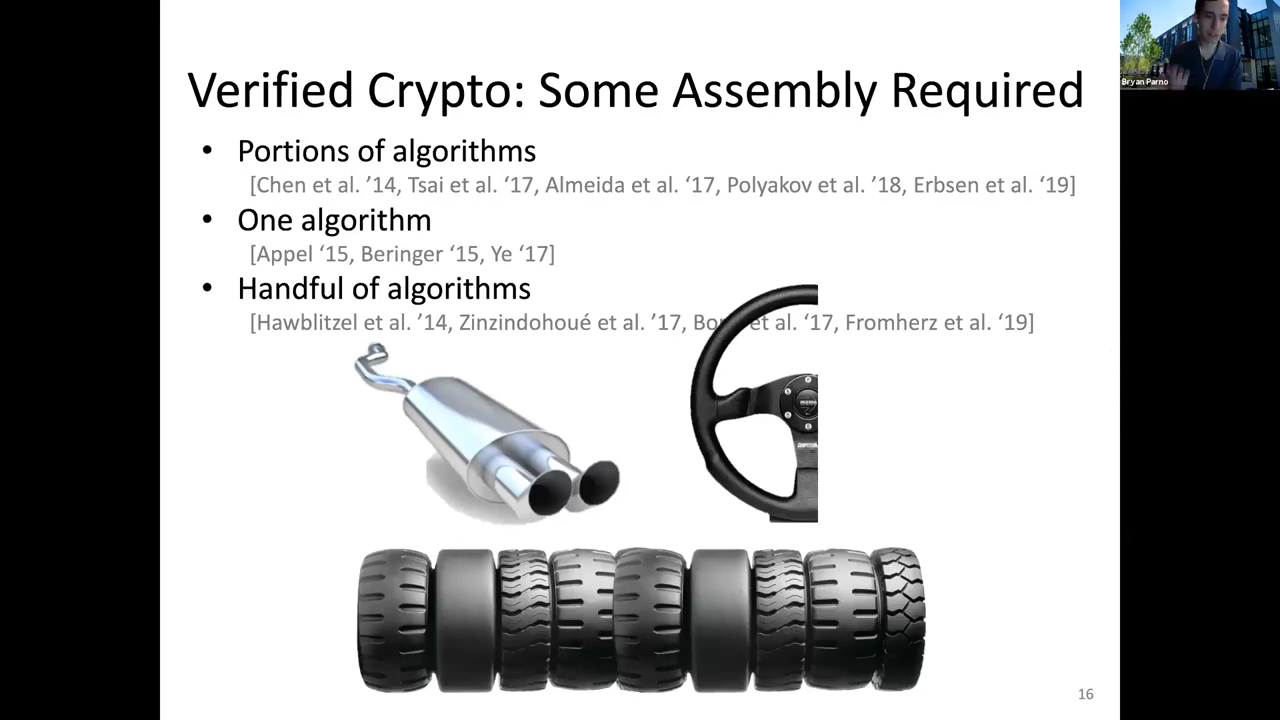 Verified Crypto: Some Assembly Required
• Portions of algorithms
[Chen et al. ’14, Tsai et al. ‘17, Almeida et al. ‘17, Polyakov et al. ’18, Erbsen et al. ‘19]
• One algorithm
[Appel ‘15, Beringer ‘15, Ye ‘17]
• Handful of algorithms
[Hawblitzel et al. ’14, Zinzindohoué et al. ’17, et al. ‘17, Fromherz et al. ‘19]
16
Bryan Parno